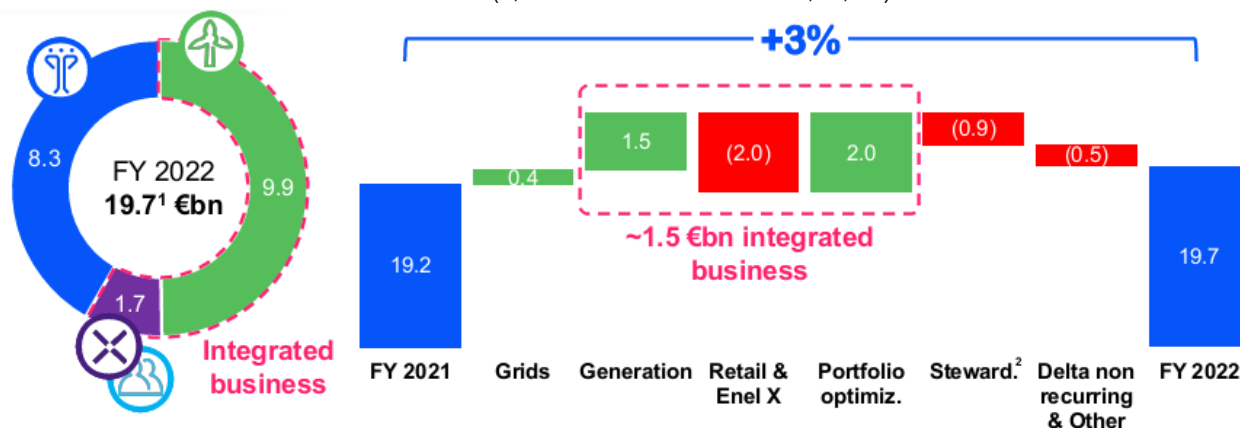 +3%
8.3
FY 2022
19.7¹ €bn
9.9
1.7
Integrated
business
19.2
0.4
1.5
(2.0)
2.0
(0.9)
(0.5)
19.7
~1.5 €bn integrated
business
FY 2021
Grids
Generation
Retail &
Enel X
Portfolio
optimiz.
Steward.²
Delta non
recurring
& Other
FY 2022